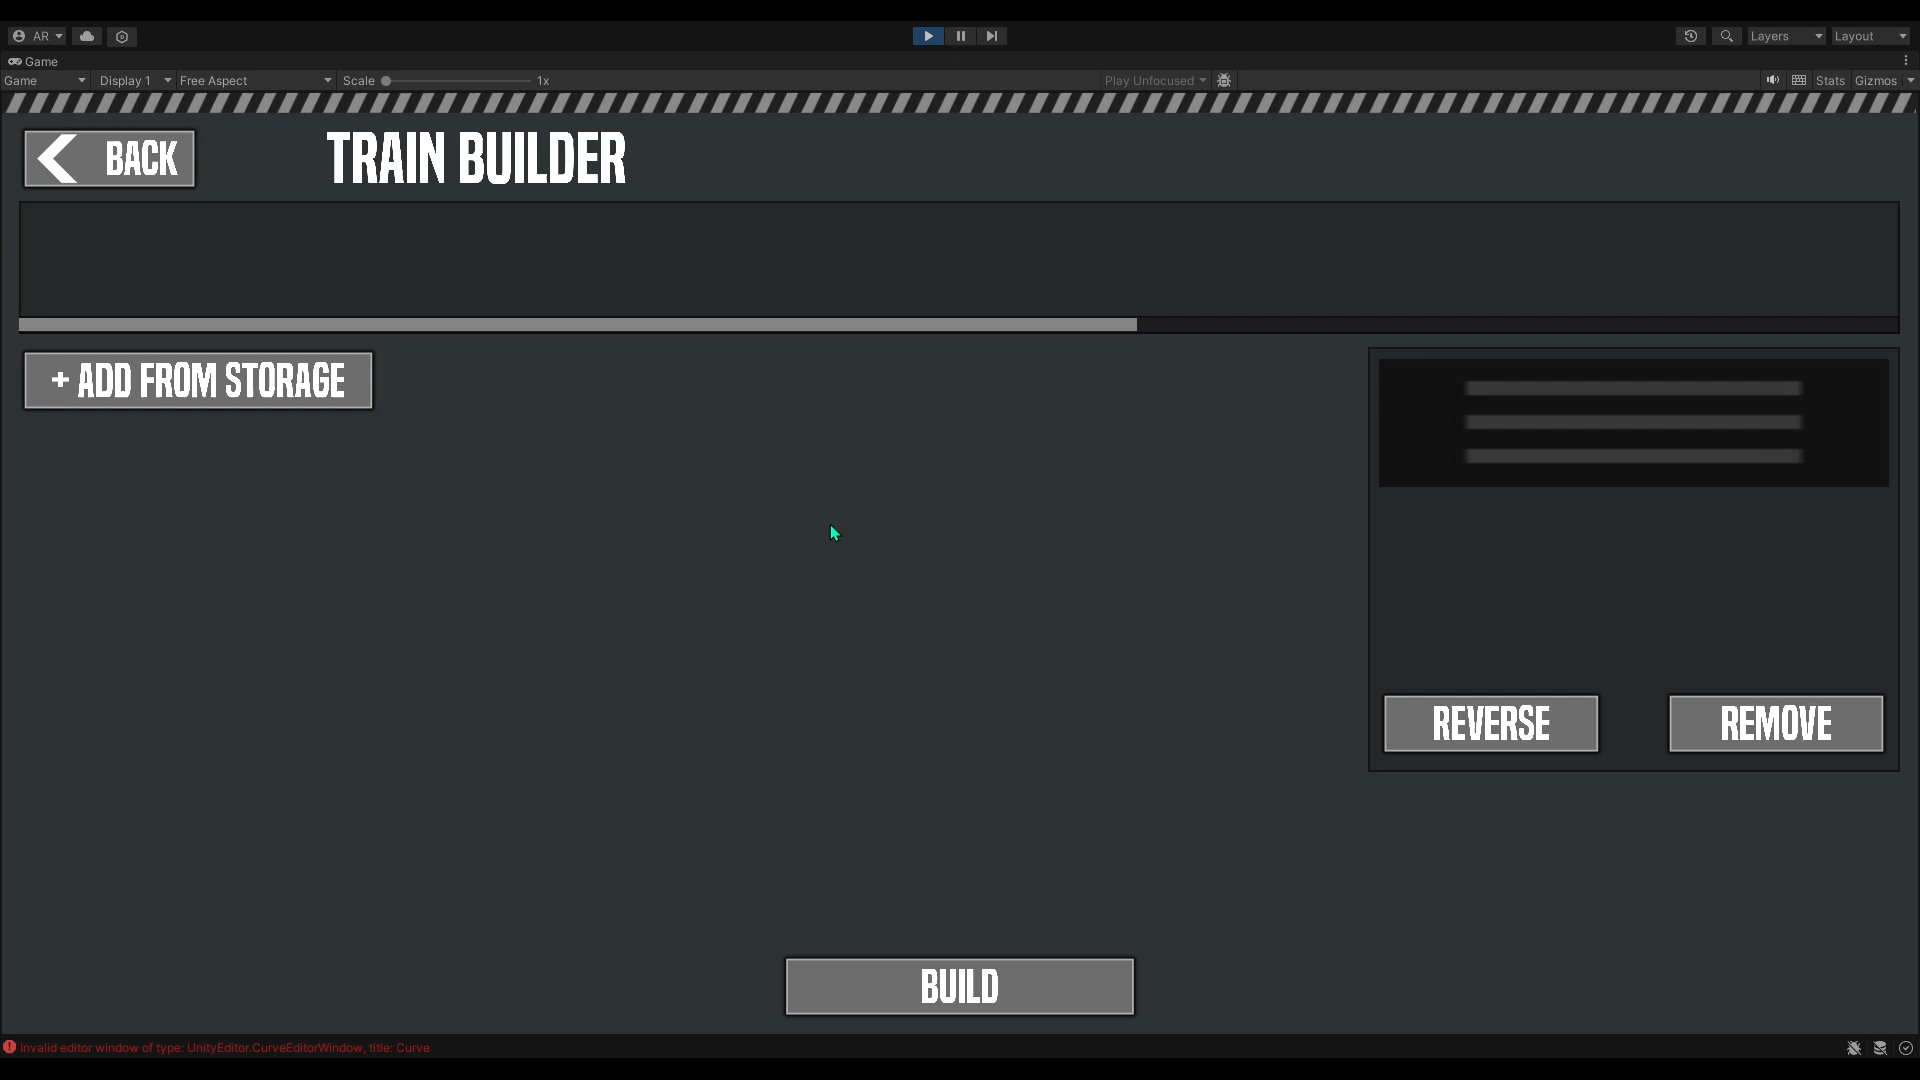 AR
Layers
Layout
Game
Game
Display 1
Free Aspect
Scale
1x
Play Unfocused
Stats
Gizmos
BACK
TRAIN BUILDER
+ ADD FROM STORAGE
REVERSE
REMOVE
BUILD
Invalid editor window of type: UnityEditor.CurveEditorWindow, title: Curve